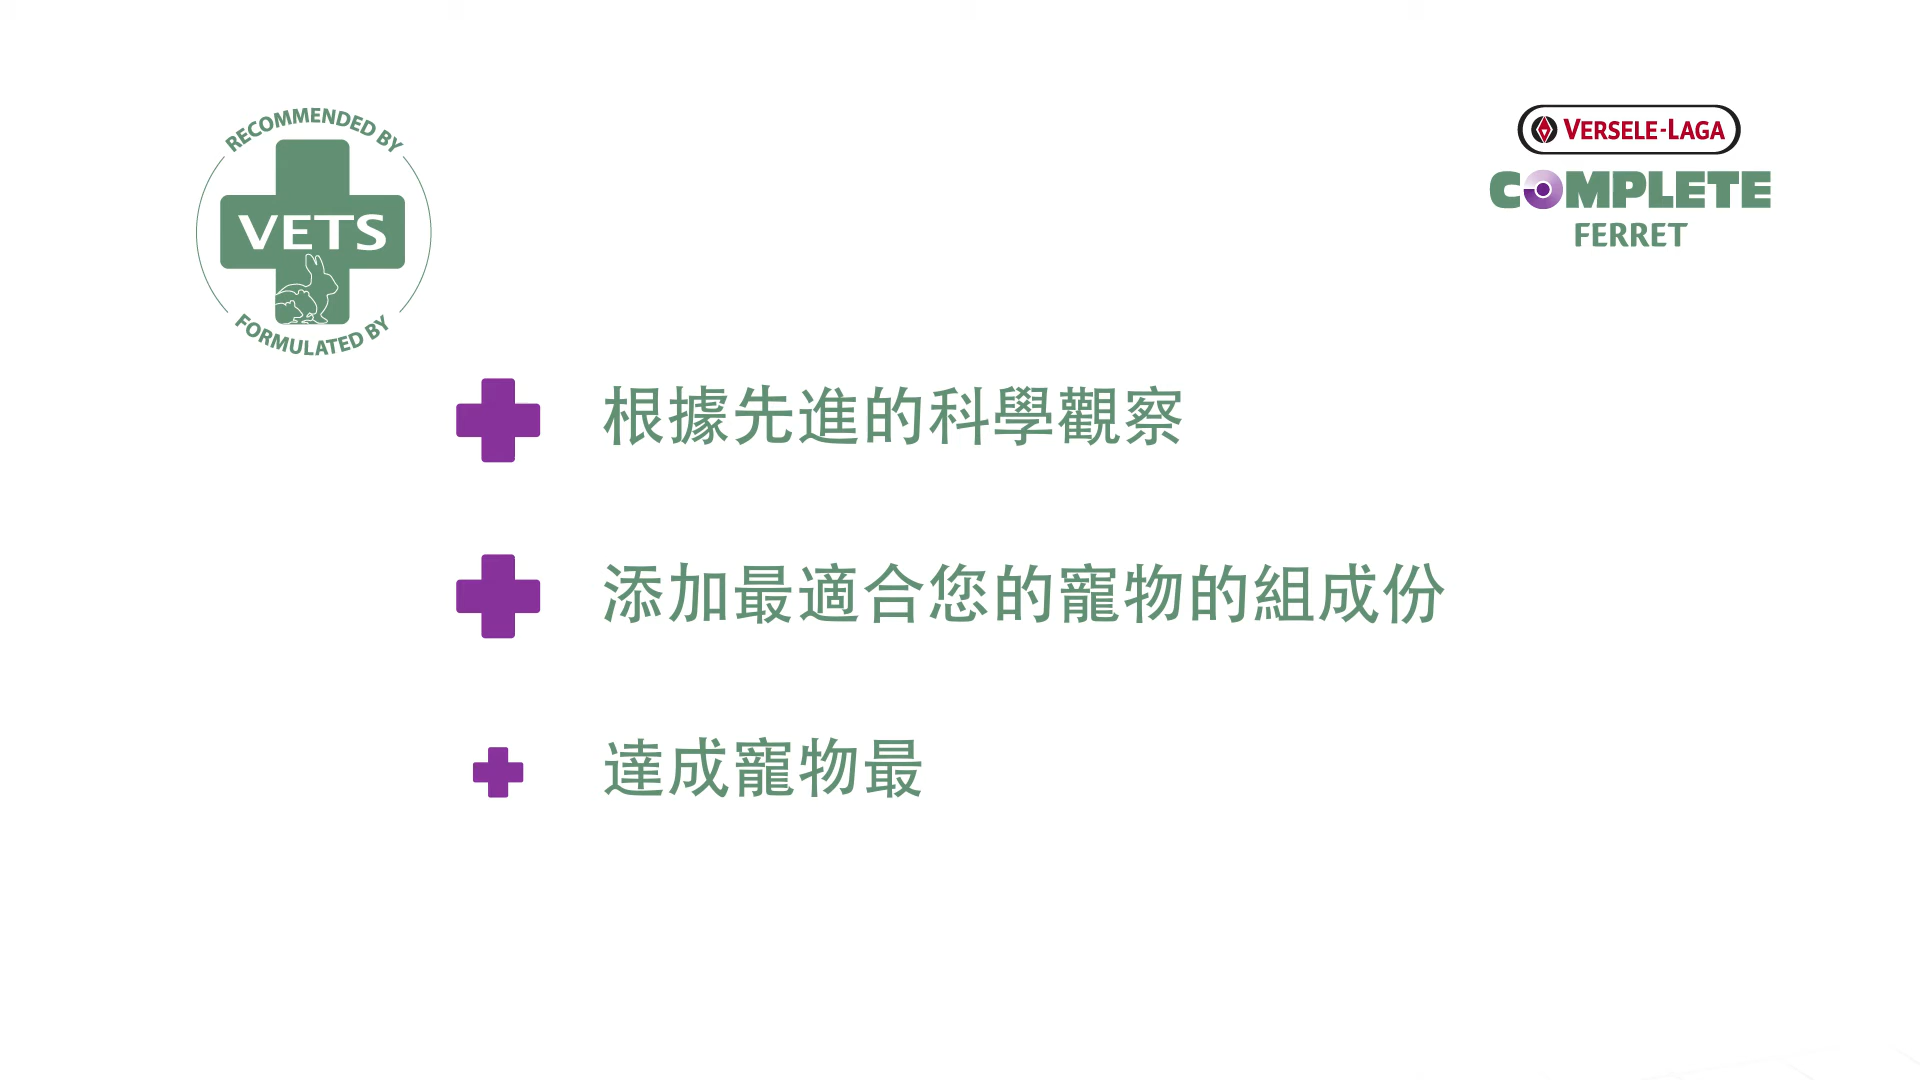 RECOMMENDED BY
VETS
FORMULATED BY
VERSELE-LAGA
COMPLETE
FERRET
根據先進的科學觀察
添加最適合您的寵物的組成份
達成寵物最